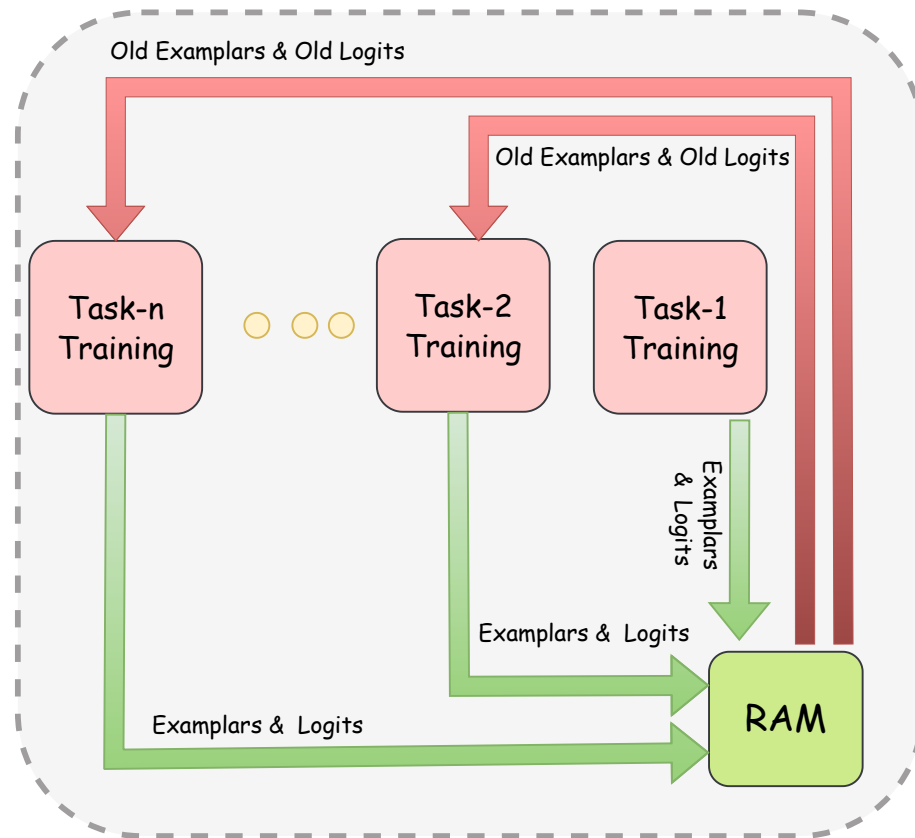 Old Examplars & Old Logits
Old Examplars & Old Logits
Task-n
Training
Task-2
Training
Task-1
Training
Examplars
& Logits
Examplars & Logits
Examplars & Logits
RAM